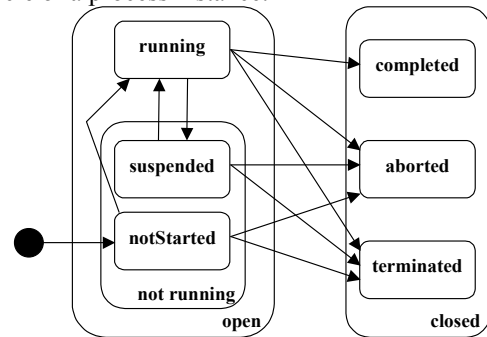 running
completed
suspended
aborted
notStarted
terminated
not running
open
closed